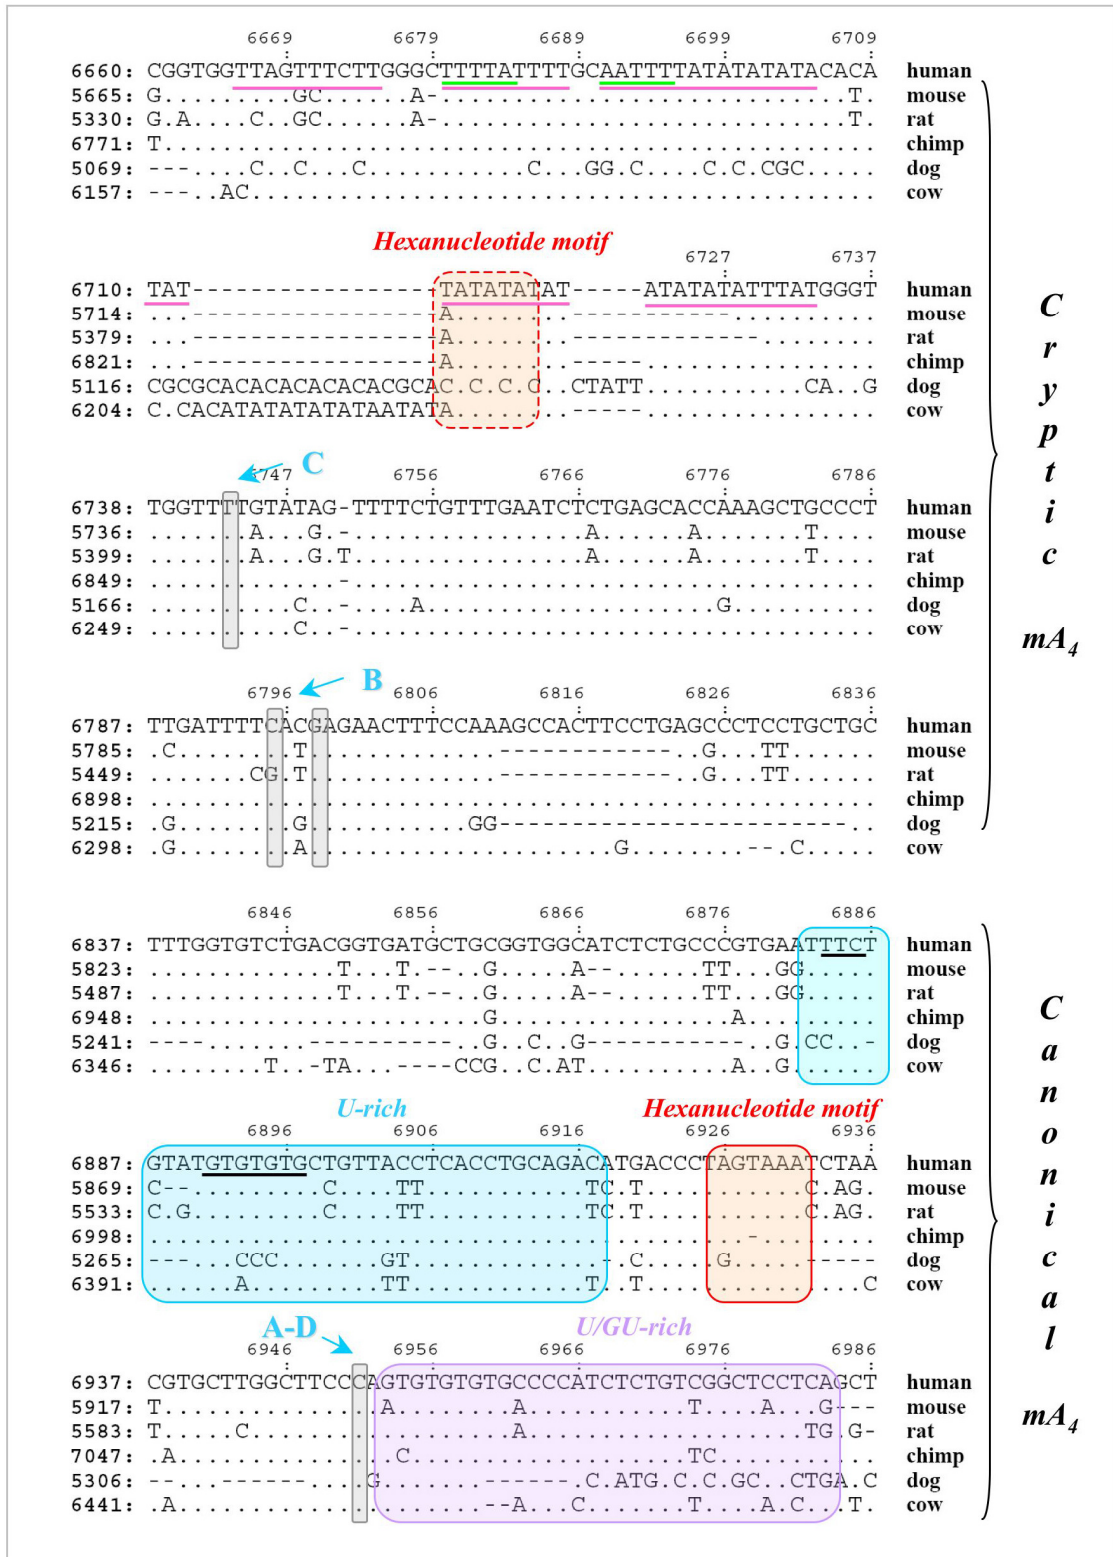 6669 6679 6689 6699 6709
6660: CGGTGGTTAGTTTCTTGGGCTTTTATTTTGCAATTTTATATATATACACA human
5665: G.........GC......A-............................T. mouse
5330: G.A....C..GC......A-............................T. rat
6771: T................................................. chimp
5069: ---....C..C...C...........C...GG.C....C.C.CGC..... dog
6157: ---..AC........................................... cow
Hexanucleotide motif
6727 6737
6710: TAT-----------------TATATATAT-----ATATATATTTATGGGT human
5714: ...-----------------A........-----------.......... mouse
5379: ...-----------------A........-------------........ rat
6821: ...-----------------A........-----................ chimp
5116: CGCGCACACACACACACGCAC.C.C.C..CTATT...........CA..G dog
6204: C.CACATATATATATAATATA........-----................ cow
C
6747 6756 6766 6776 6786
6738: TGGTTTTGTATAG-TTTTCTGTTTGAATCTCTGAGCACCAAAGCTGCCCT human
5736: .......A...G.-................A......A.......T.... mouse
5399: .......A...G.T................A......A.......T.... rat
6849: .............-.................................... chimp
5166: ..........C..-....A....................G.......... dog
6249: ..........C..-.................................... cow
B
6796 6806 6816 6826 6836
6787: TTGATTTTCACGAGAACTTTCCAAAGCCACTTCCTGAGCCCTCCTGCTGC human
5785: .C........T.............------------..G...TT...... mouse
5449: .......CG.T.............------------..G...TT...... rat
6898: .................................................. chimp
5215: .G........G...........GG------------------------.. dog
6298: .G........A.....................G........--.C..... cow
Cryptic mA4
6846 6856 6866 6876 6886
6837: TTTGGTGTCTGACGGTGATGCTGCGGTGGCATCTCTGCCCGTGAATTTCT human
5823: .............T...T.--..G.....A--......TT...GG..... mouse
5487: .............T...T.--..G.....A--......TT...GG..... rat
6948: .......................G................A......... chimp
5241: ----.......----------..G..C..G-----------..G.CC..- dog
6346: ........T..-TA...----CCG..C.AT..........A..G...... cow
U-rich Hexanucleotide motif
6896 6906 6916 6926 6936
6887: GTATGTGTGTGCTGTTACCTCACCTGCAGACATGACCCTAGTAAATCTAA human
5869: C--.........C....TT...........TC.T...........C.AG. mouse
5533: C.G.........C....TT...........TC.T...........C.AG. rat
6998: .........................................-........ chimp
5265: ---...CCC.......GT.............-.C.....G.....----- dog
6391: ......A.........TT............T..T...............C cow
A-D U/GU-rich
6946 6956 6966 6976 6986
6937: CGTGCTTGGCTTCCCAGTGTGTGTGCCCCATCTCTGTCGGCTCCTCAGCT human
5917: T...............A........A...........T....A...G--- mouse
5583: T.....C..................A...................TG.G- rat
7047: .A...............C...................TC........... chimp
5306: --...------....G.......------.C.ATG.C.C.GC..CTGA.C dog
6441: .A.....................--A...C.......T....A.C...T. cow
Canonical mA4